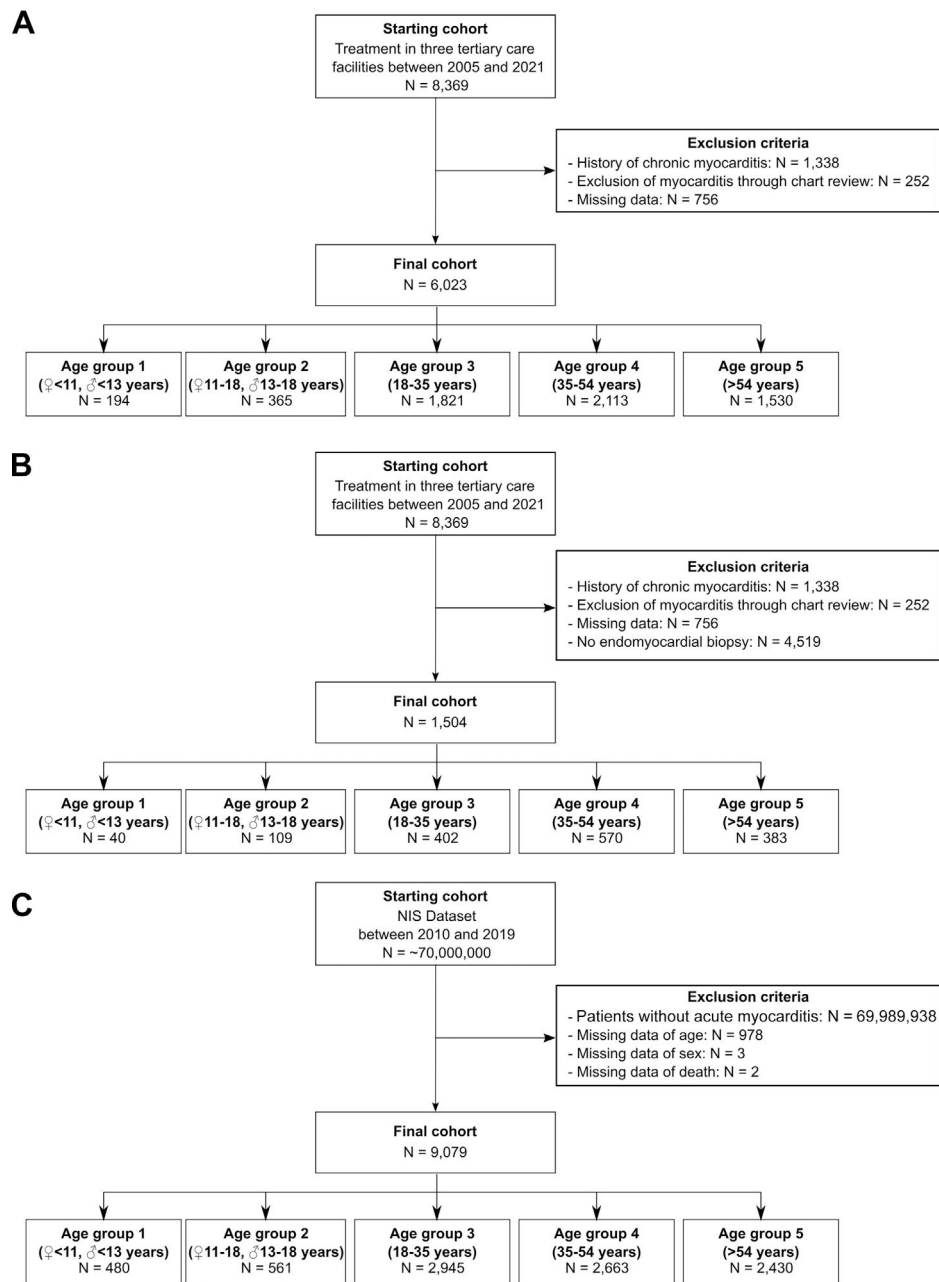 A
Starting cohort
Treatment in three tertiary care
facilities between 2005 and 2021
N = 8,369
Exclusion criteria
- History of chronic myocarditis: N = 1,338
- Exclusion of myocarditis through chart review: N = 252
- Missing data: N = 756
Final cohort
N = 6,023
Age group 1
(♀<11, ♂<13 years)
N = 194
Age group 2
(♀11-18, ♂13-18 years)
N = 365
Age group 3
(18-35 years)
N = 1,821
Age group 4
(35-54 years)
N = 2,113
Age group 5
(>54 years)
N = 1,530
B
Starting cohort
Treatment in three tertiary care
facilities between 2005 and 2021
N = 8,369
Exclusion criteria
- History of chronic myocarditis: N = 1,338
- Exclusion of myocarditis through chart review: N = 252
- Missing data: N = 756
- No endomyocardial biopsy: N = 4,519
Final cohort
N = 1,504
Age group 1
(♀<11, ♂<13 years)
N = 40
Age group 2
(♀11-18, ♂13-18 years)
N = 109
Age group 3
(18-35 years)
N = 402
Age group 4
(35-54 years)
N = 570
Age group 5
(>54 years)
N = 383
C
Starting cohort
NIS Dataset
between 2010 and 2019
N = ~70,000,000
Exclusion criteria
- Patients without acute myocarditis: N = 69,989,938
- Missing data of age: N = 978
- Missing data of sex: N = 3
- Missing data of death: N = 2
Final cohort
N = 9,079
Age group 1
(♀<11, ♂<13 years)
N = 480
Age group 2
(♀11-18, ♂13-18 years)
N = 561
Age group 3
(18-35 years)
N = 2,945
Age group 4
(35-54 years)
N = 2,663
Age group 5
(>54 years)
N = 2,430